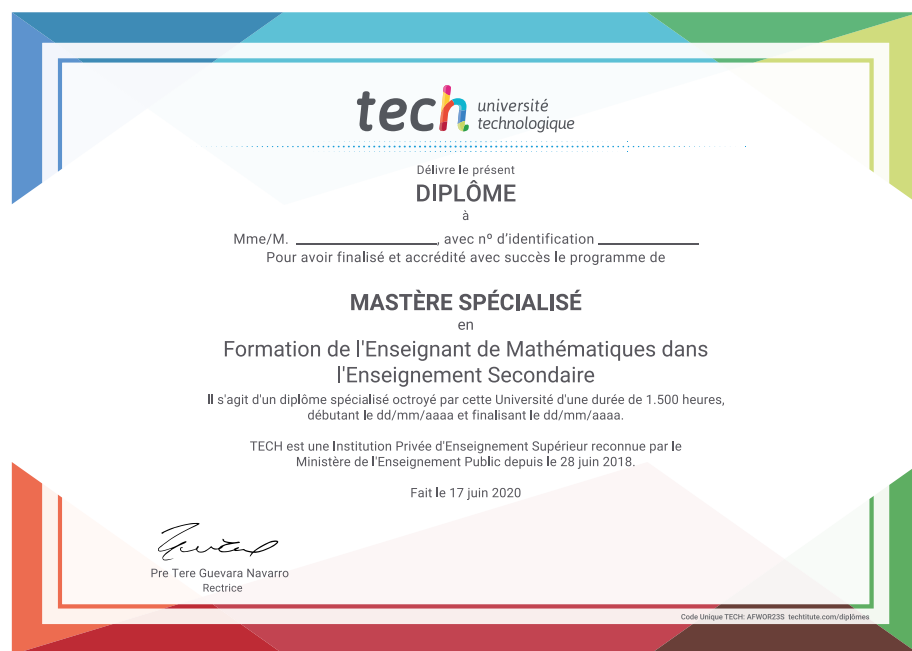 tech université
technologique
Délivre le présent
DIPLÔME
à
Mme/M. ____________, avec nº d'identification ____________
Pour avoir finalisé et accrédité avec succès le programme de
MASTÈRE SPÉCIALISÉ
en
Formation de l'Enseignant de Mathématiques dans
l'Enseignement Secondaire
Il s'agit d'un diplôme spécialisé octroyé par cette Université d'une durée de 1.500 heures,
débutant le dd/mm/aaaa et finalisant le dd/mm/aaaa.
TECH est une Institution Privée d'Enseignement Supérieur reconnue par le
Ministère de l'Enseignement Public depuis le 28 juin 2018.
Fait le 17 juin 2020
Pre Tere Guevara Navarro
Rectrice
Code Unique TECH: AFWOR23S techtitute.com/diplômes